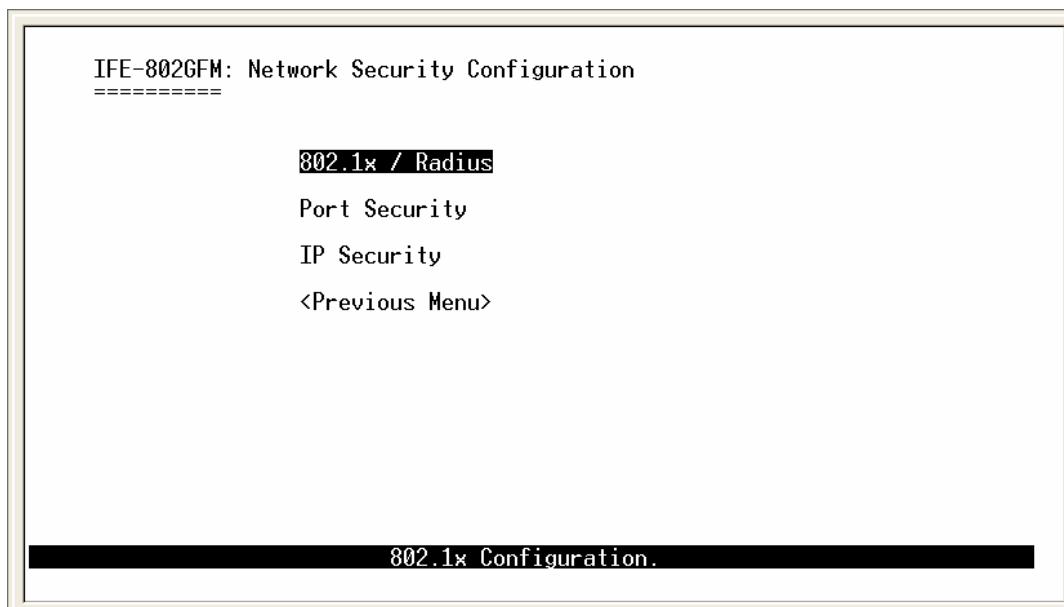 IFE-802GFM: Network Security Configuration
==========
802.1x / Radius
Port Security
IP Security
<Previous Menu>
802.1x Configuration.